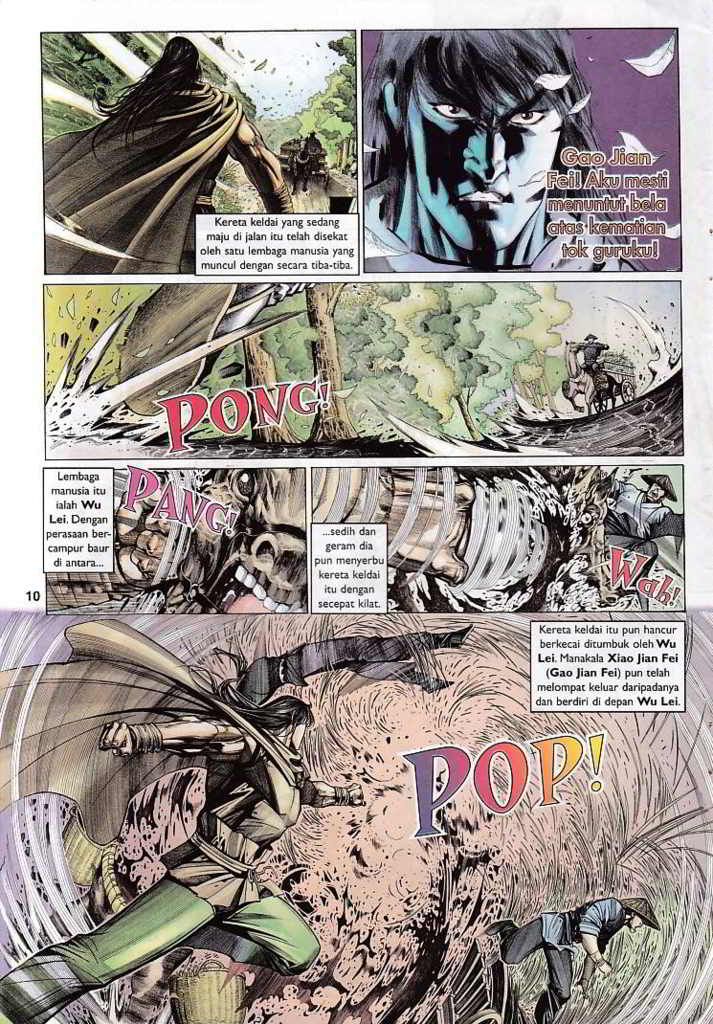 Kereta keldai yang sedang
maju di jalan itu telah disekat
oleh satu lembaga manusia yang
muncul dengan secara tiba-tiba.
Gao Jian
Fei! Aku mesti
menuntut bela
atas kematian
tok guruku!
PONG!
Lembaga
manusia itu
ialah Wu
Lei. Dengan
perasaan ber-
campur baur
di antara...
PANG!
...sedih dan
geram dia
pun menyerbu
kereta keldai
itu dengan
secepat kilat.
Wah!
10
Kereta keldai itu pun hancur
berkecai ditumbuk oleh Wu
Lei. Manakala Xiao Jian Fei
(Gao Jian Fei) pun telah
melompat keluar daripadanya
dan berdiri di depan Wu Lei.
POP!